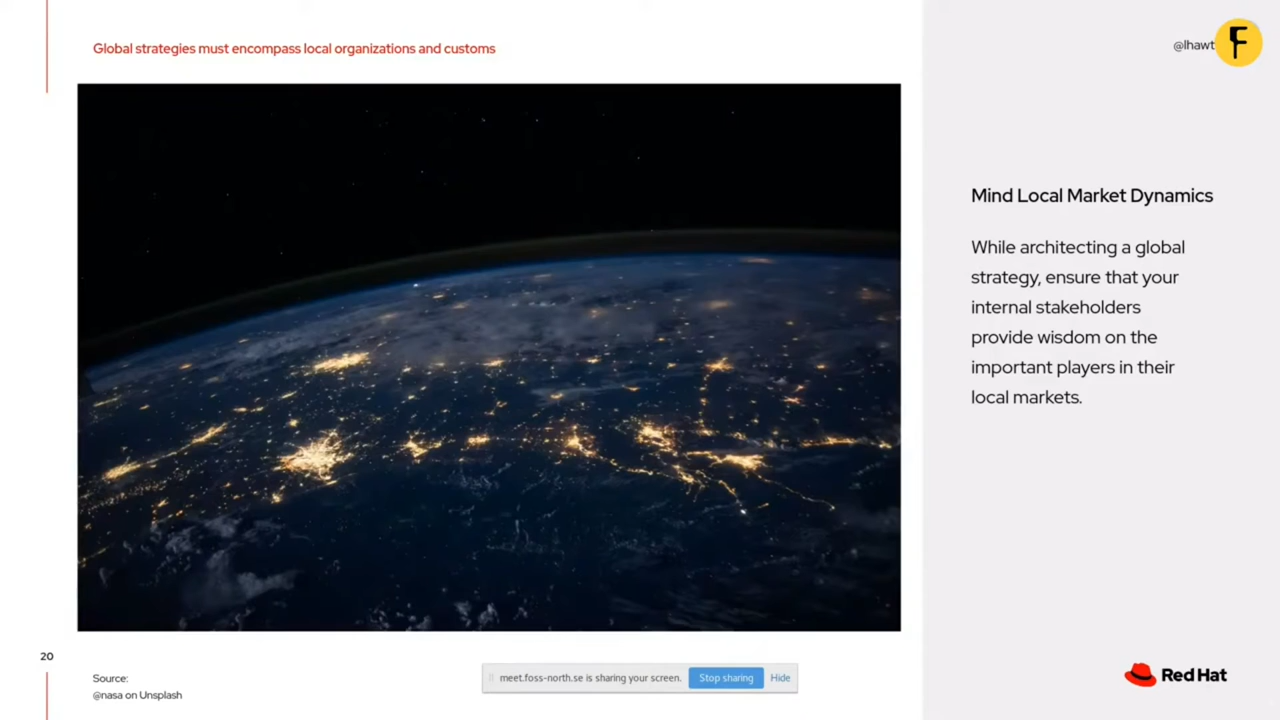 Global strategies must encompass local organizations and customs
@lhawt
F
Mind Local Market Dynamics
While architecting a global
strategy, ensure that your
internal stakeholders
provide wisdom on the
important players in their
local markets.
20
Source:
@nasa on Unsplash
meet.foss-north.se is sharing your screen.
Stop sharing
Hide
Red Hat